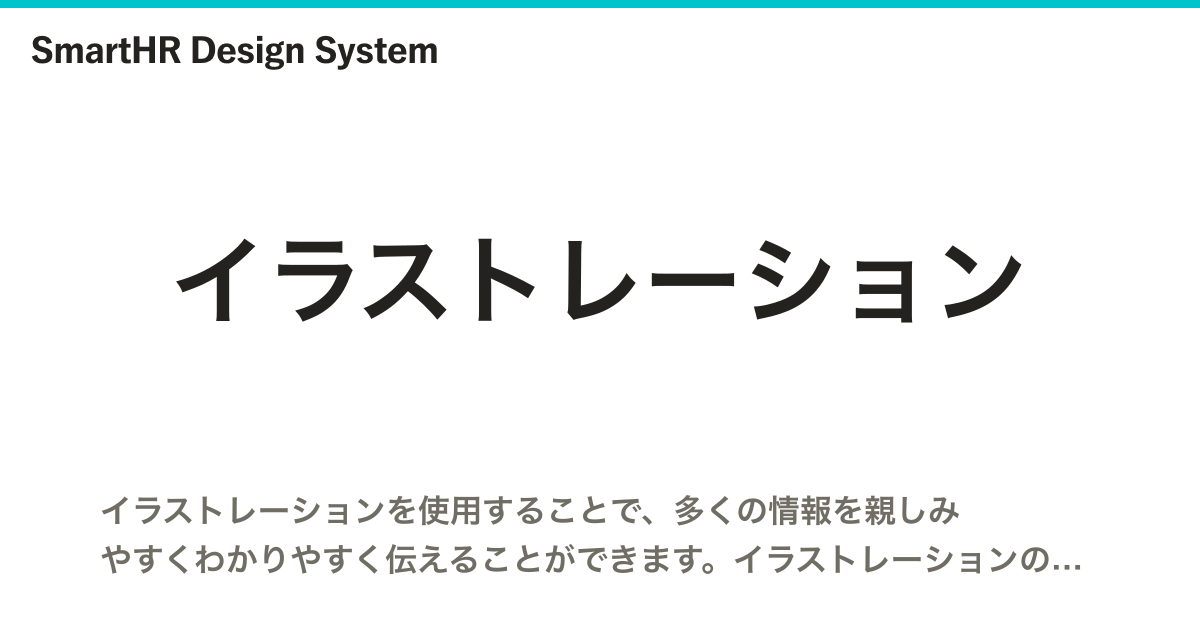 SmartHR Design System
イラストレーション
イラストレーションを使用することで、多くの情報を親しみ
やすくわかりやすく伝えることができます。イラストレーションの...